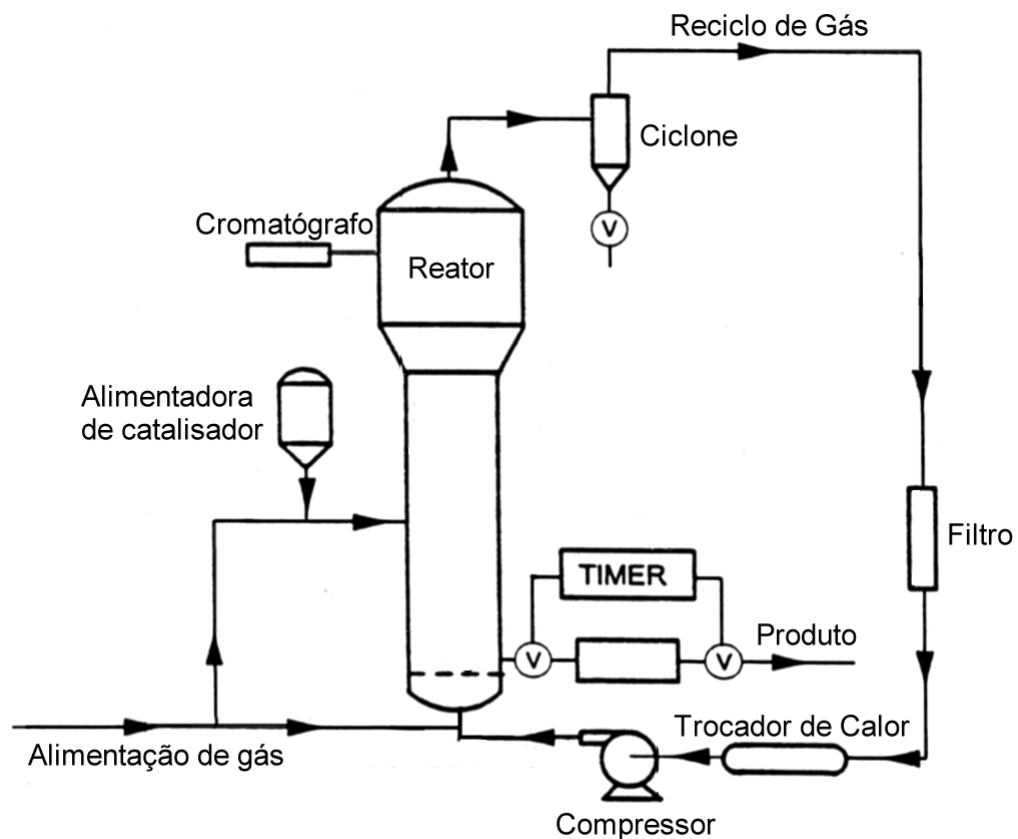 Reciclo de Gás
Ciclone
V
Cromatógrafo
Reator
Alimentadora
de catalisador
Filtro
TIMER
Produto
V
V
Trocador de Calor
Alimentação de gás
Compressor